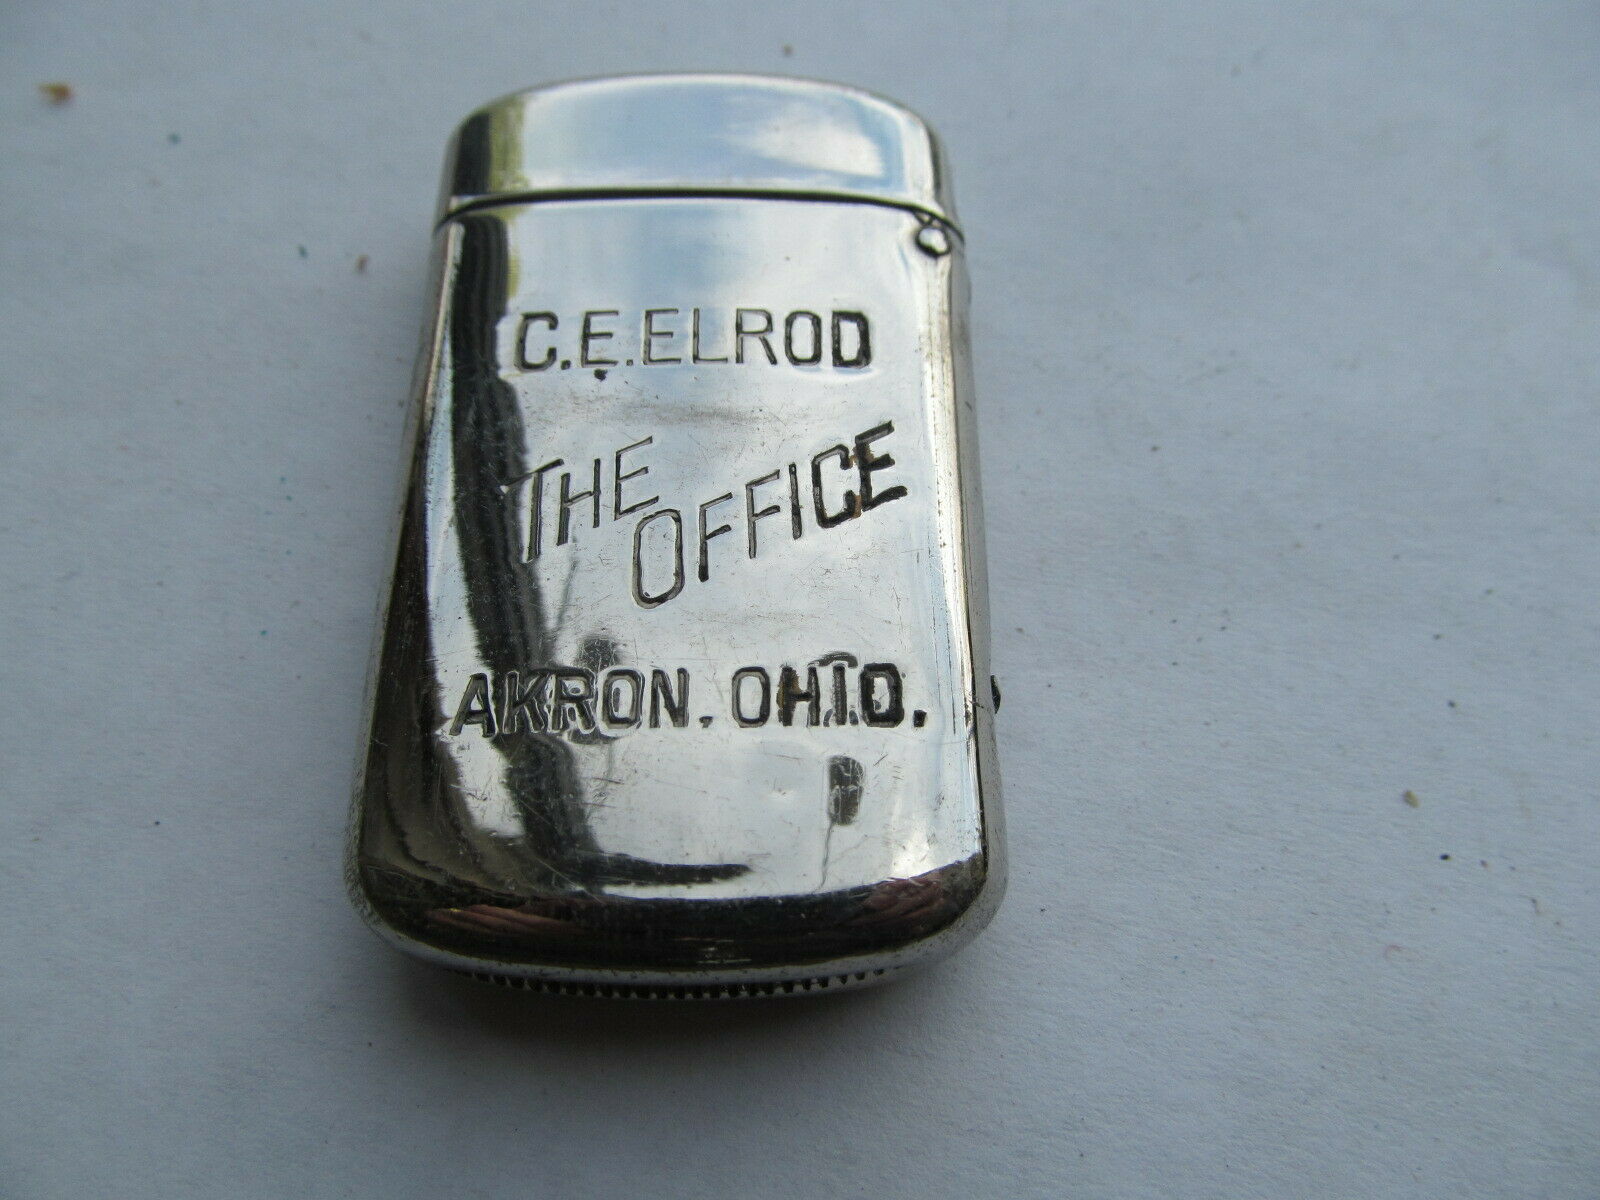 C.E.ELROD
THE OFFICE
AKRON. OHIO.